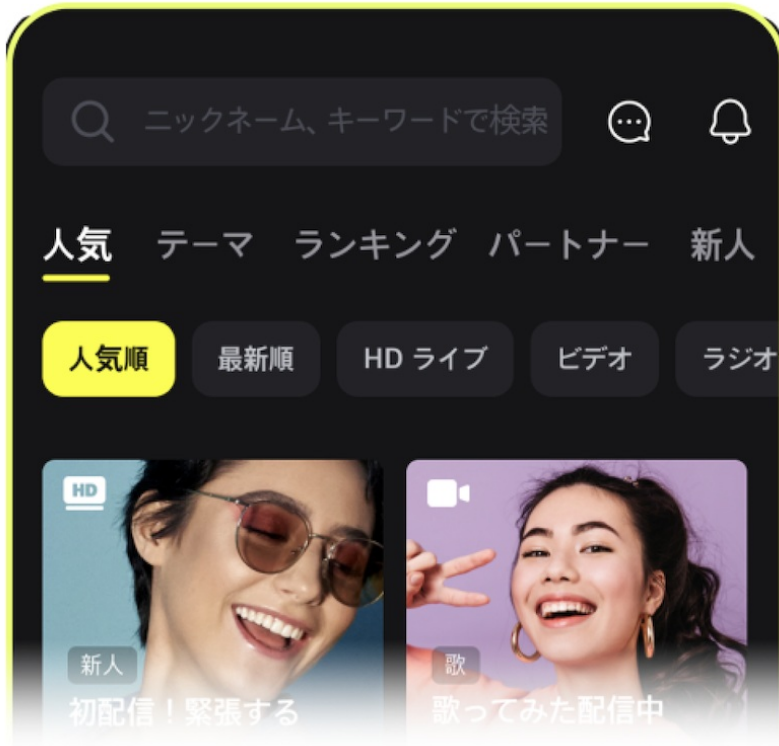 ニックネーム、キーワードで検索
人気 テーマ ランキング パートナー 新人
人気順 最新順 HD ライブ ビデオ ラジオ
HD
新人
初配信！緊張する
歌
歌ってみた配信中